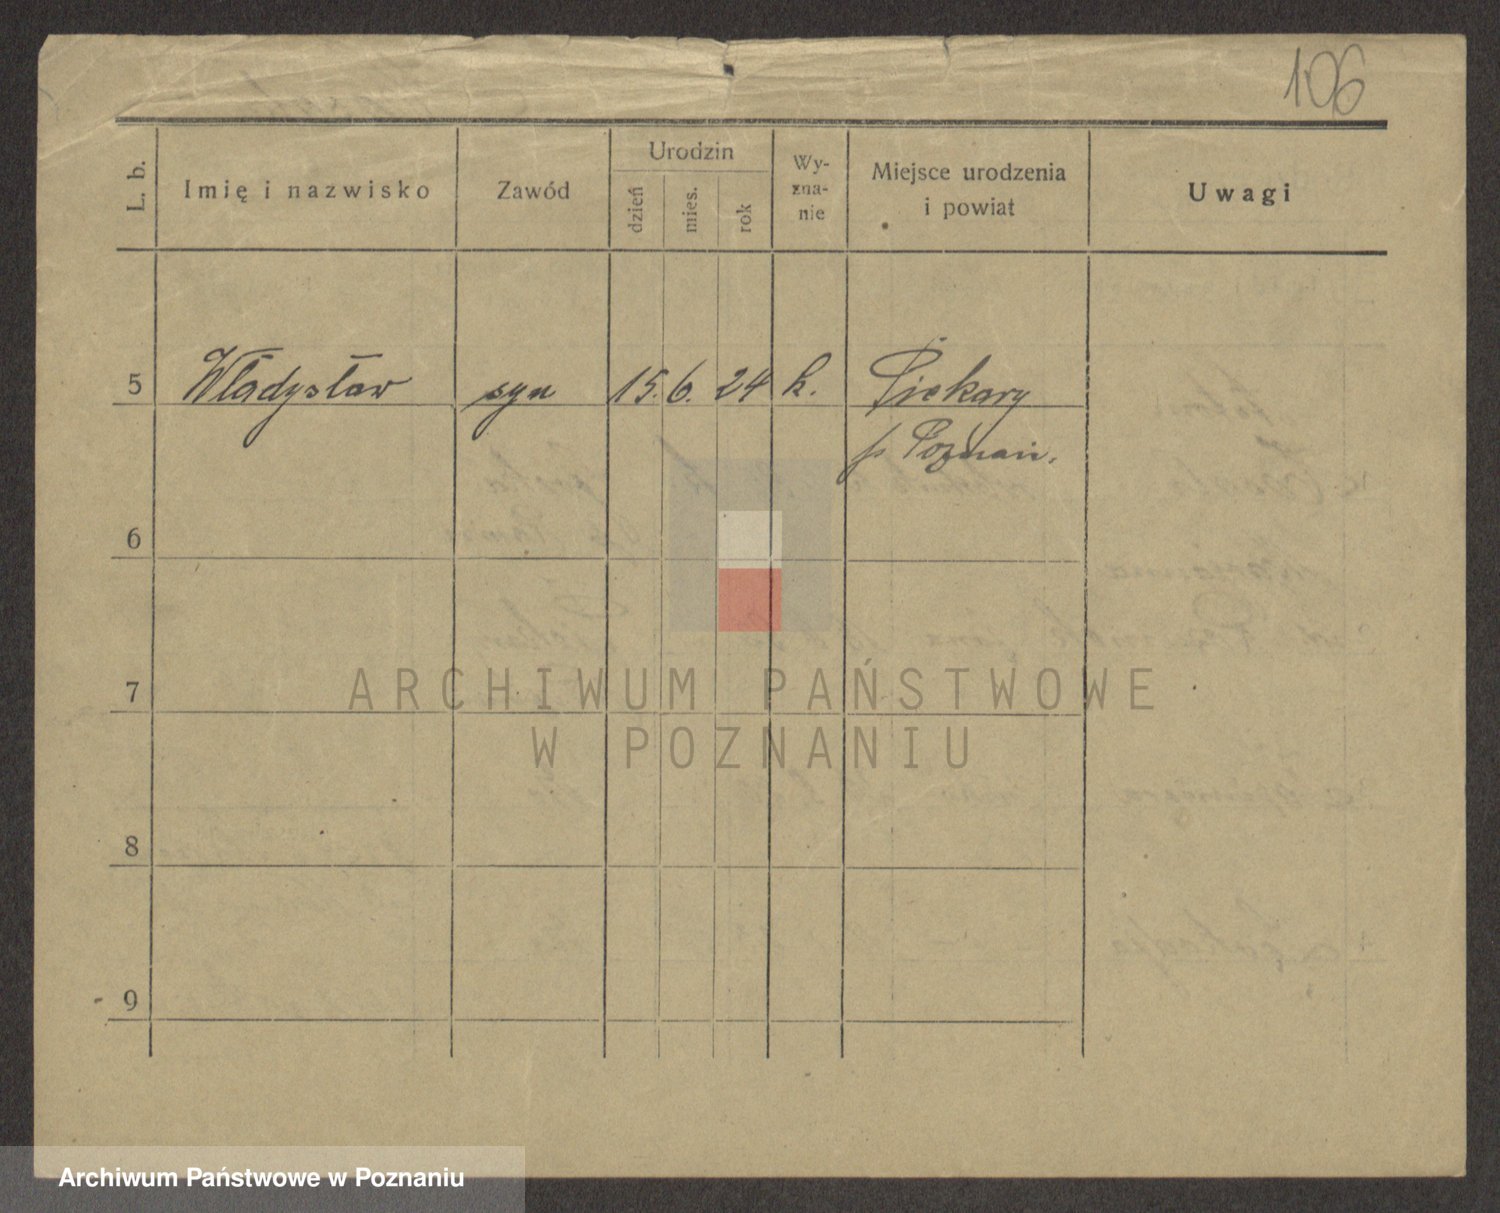 106
L. b. Imię i nazwisko Zawód Urodzin dzień mies. rok Wy-zna-nie Miejsce urodzenia i powiat Uwagi
5 Władysław syn 15. 6. 24 k. Piekary
p Poznań.
6
7
ARCHIWUM PAŃSTWOWE
W POZNANIU
8
9
Archiwum Państwowe w Poznaniu